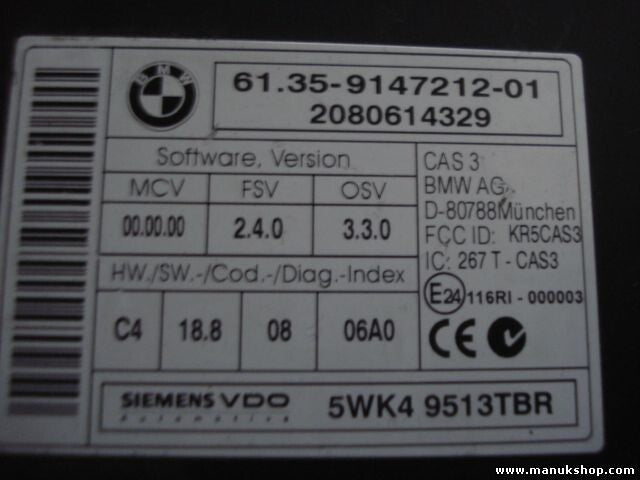 BMW
61.35-9147212-01
2080614329
Software, Version
MCV FSV OSV
00.00.00 2.4.0 3.3.0
HW./SW.-/Cod.-/Diag.-Index
C4 18.8 08 06A0
CAS 3
BMW AG
D-80788München
FCC ID: KR5CAS3
IC: 267 T - CAS3
E24 116RI - 000003
CE
SIEMENS VDO
Automotive
5WK4 9513TBR
www.manukshop.com